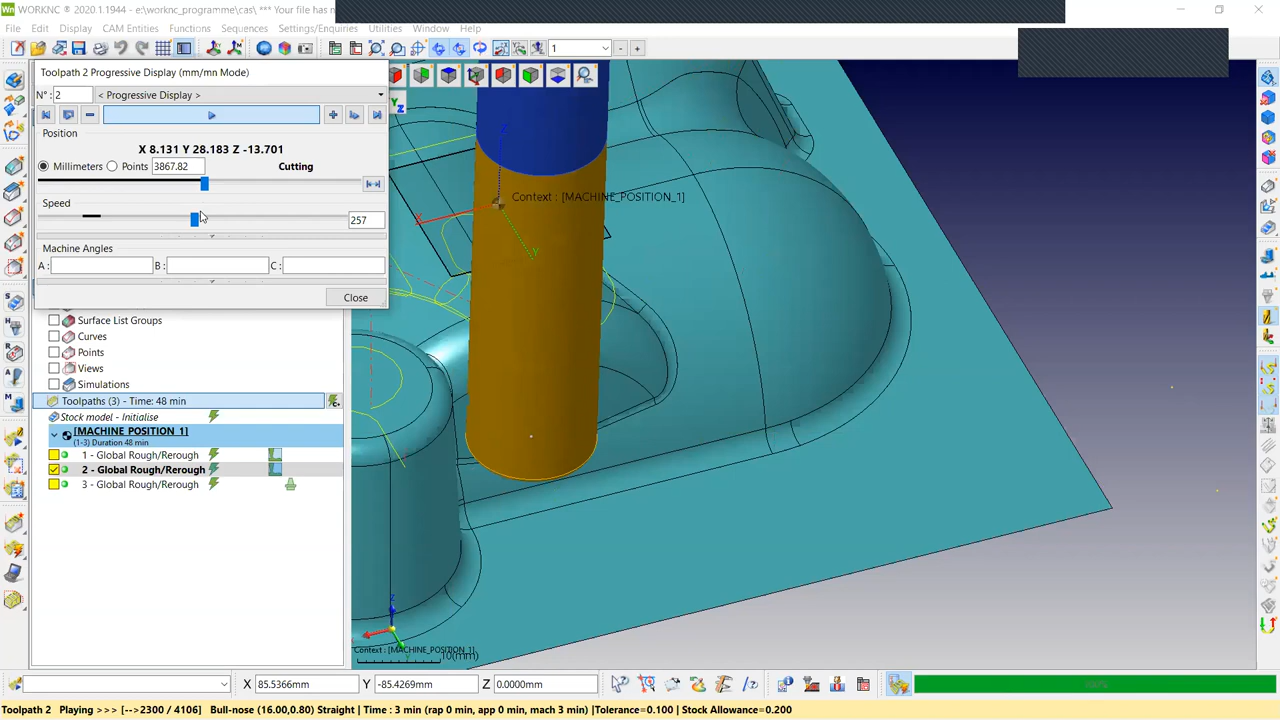 WORKNC ® 2020.1.1944 - e:\worknc_programme\cas\ *** Your file has n
File Edit Display CAM Entities Functions Sequences Settings/Enquiries Utilities Window Help
1
Toolpath 2 Progressive Display (mm/mn Mode)
N° : 2 < Progressive Display >
Position
X 8.131 Y 28.183 Z -13.701
Millimeters Points 3867.82 Cutting
Speed
257
Machine Angles
A : B : C :
Close
Surface List Groups
Curves
Points
Views
Simulations
Toolpaths (3) - Time: 48 min
Stock model - Initialise
[MACHINE POSITION 1]
(1-3) Duration 48 min
1 - Global Rough/Rerough
2 - Global Rough/Rerough
3 - Global Rough/Rerough
Z
Context : [MACHINE_POSITION_1]
X
Y
Z
Context : [MACHINE_POSITION_1]
10(mm)
X 85.5366mm Y -85.4269mm Z 0.0000mm
Toolpath 2 Playing >>> [-->2300 / 4106] Bull-nose (16.00,0.80) Straight | Time : 3 min (rap 0 min, app 0 min, mach 3 min) |Tolerance=0.100 | Stock Allowance=0.200